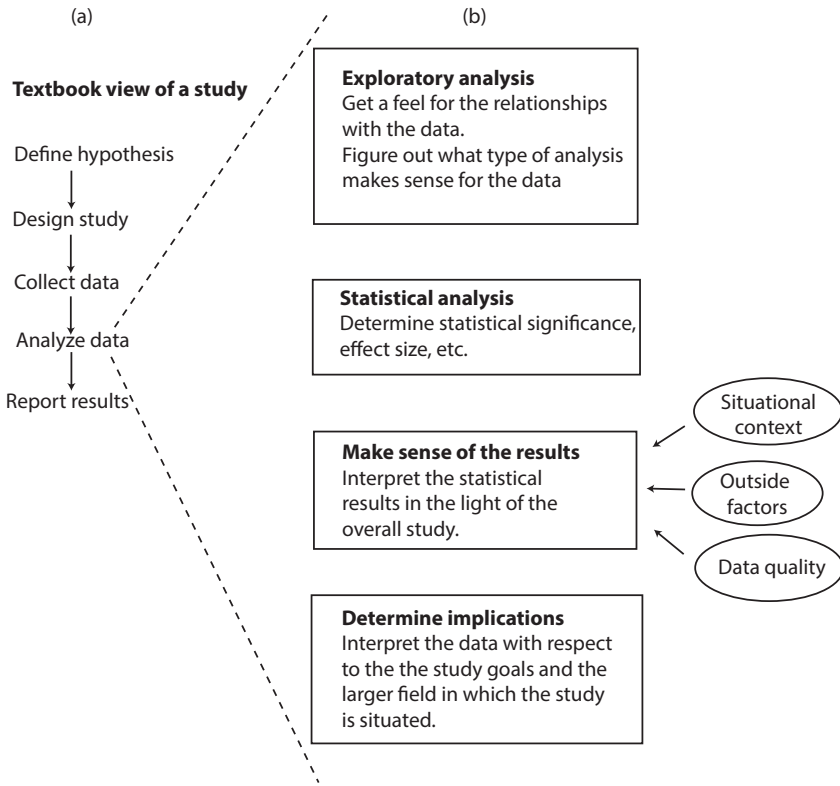 (a)
Textbook view of a study
Define hypothesis
Design study
Collect data
Analyze data
Report results
(b)
Exploratory analysis
Get a feel for the relationships
with the data.
Figure out what type of analysis
makes sense for the data
Statistical analysis
Determine statistical significance,
effect size, etc.
Make sense of the results
Interpret the statistical
results in the light of the
overall study.
Situational
context
Outside
factors
Data quality
Determine implications
Interpret the data with respect
to the the study goals and the
larger field in which the study
is situated.